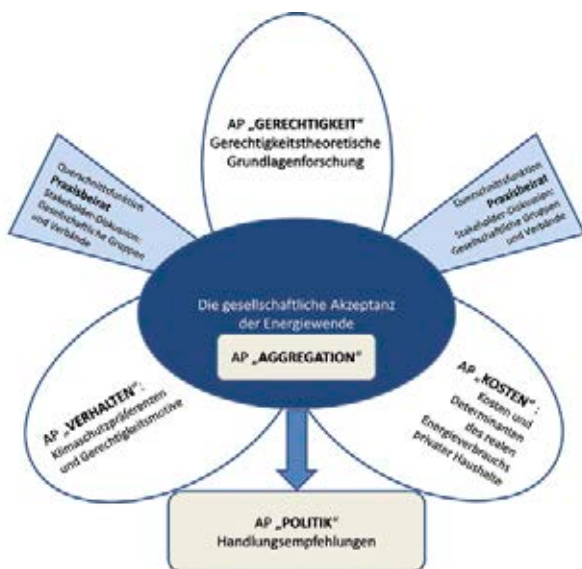 AP „GERECHTIGKEIT“
Gerechtigkeitstheoretische
Grundlagenforschung
Querschnittsfunktion
Praxisbeirat
Stakeholder-Diskussion:
Gesellschaftliche Gruppen
und Verbände
Querschnittsfunktion
Praxisbeirat
Stakeholder-Diskussion:
Gesellschaftliche Gruppen
und Verbände
Die gesellschaftliche Akzeptanz
der Energiewende
AP „AGGREGATION“
AP „VERHALTEN“:
Klimaschutzpräferenzen
und Gerechtigkeitsmotive
AP „KOSTEN“:
Kosten und
Determinanten
des realen
Energieverbrauchs
privater Haushalte
AP „POLITIK“
Handlungsempfehlungen